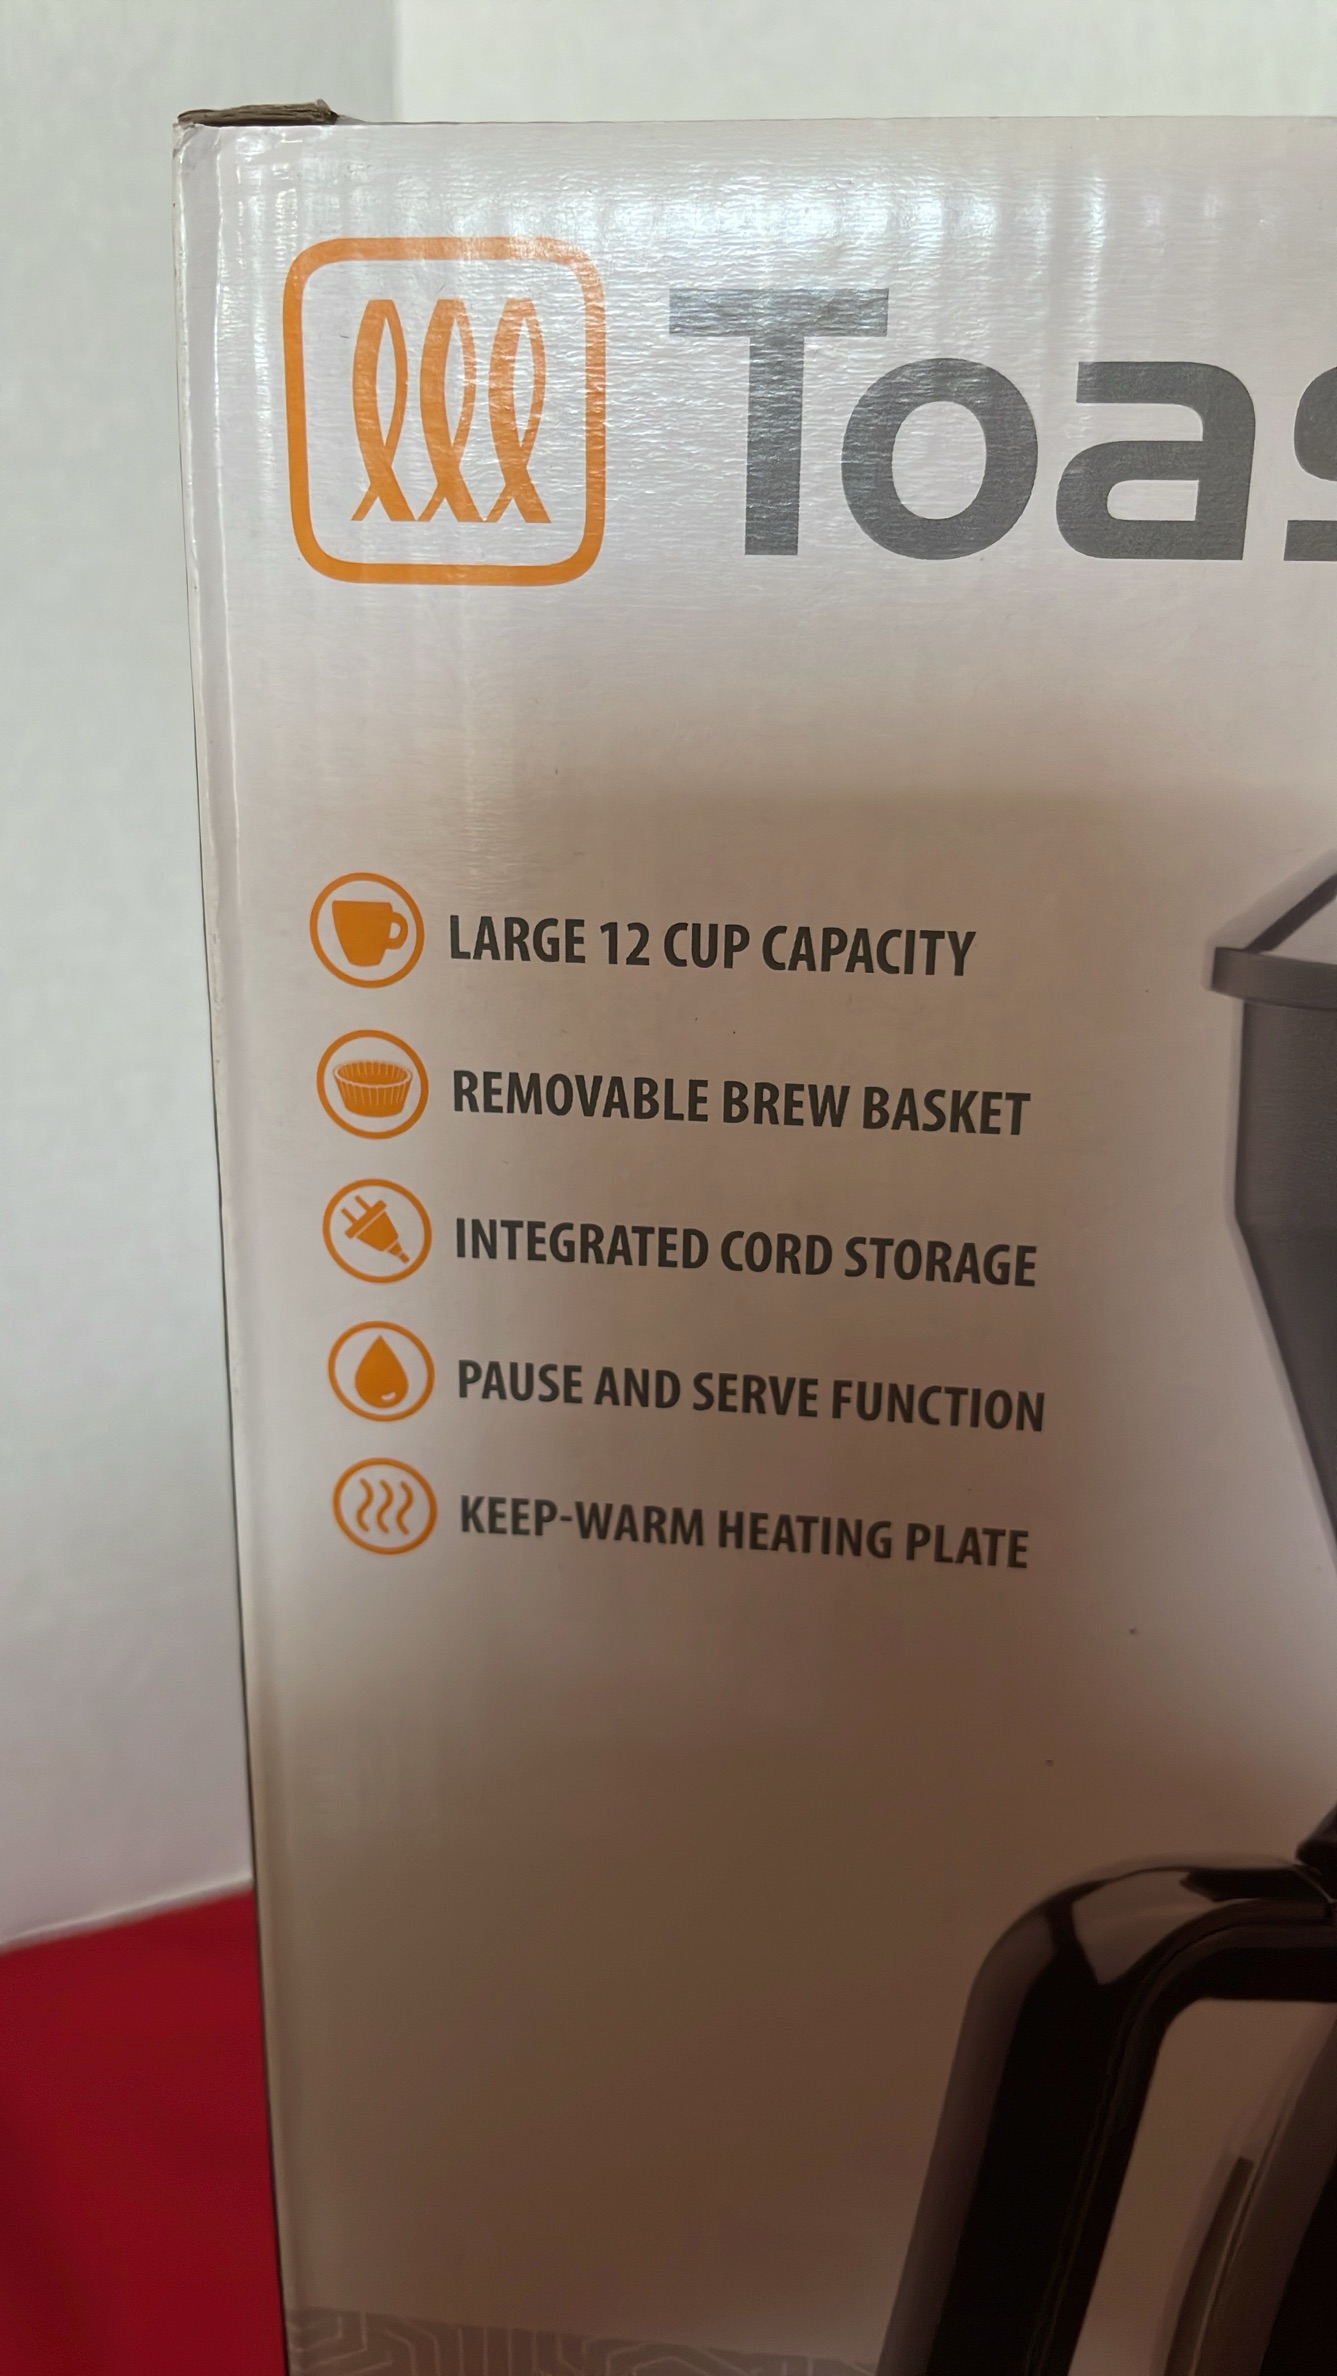 Toas
LARGE 12 CUP CAPACITY
REMOVABLE BREW BASKET
INTEGRATED CORD STORAGE
PAUSE AND SERVE FUNCTION
KEEP-WARM HEATING PLATE